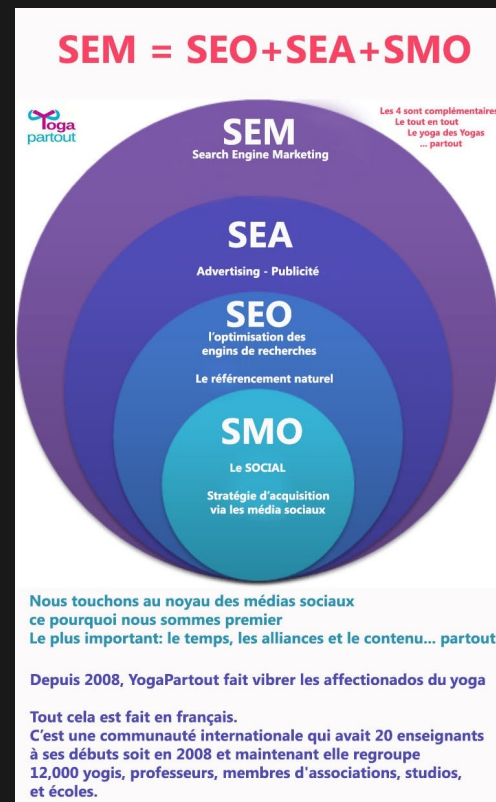 SEM = SEO+SEA+SMO
Yoga
partout
Les 4 sont complémentaires
Le tout en tout
Le yoga des Yogas
... partout
SEM
Search Engine Marketing
SEA
Advertising - Publicité
SEO
l'optimisation des
engins de recherches
Le référencement naturel
SMO
Le SOCIAL
Stratégie d'acquisition
via les média sociaux
Nous touchons au noyau des médias sociaux
ce pourquoi nous sommes premier
Le plus important: le temps, les alliances et le contenu... partout
Depuis 2008, YogaPartout fait vibrer les affectionados du yoga
Tout cela est fait en français.
C'est une communauté internationale qui avait 20 enseignants
à ses débuts soit en 2008 et maintenant elle regroupe
12,000 yogis, professeurs, membres d'associations, studios,
et écoles.